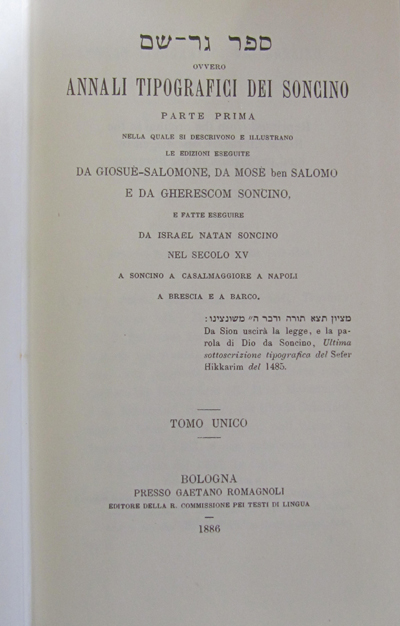 ספר גר־שם
OVVERO
ANNALI TIPOGRAFICI DEI SONCINO
PARTE PRIMA
NELLA QUALE SI DESCRIVONO E ILLUSTRANO
LE EDIZIONI ESEGUITE
DA GIOSUÈ-SALOMONE, DA MOSÈ ben SALOMO
E DA GHERESCOM SONCINO,
E FATTE ESEGUIRE
DA ISRAEL NATAN SONCINO
NEL SECOLO XV
A SONCINO A CASALMAGGIORE A NAPOLI
A BRESCIA E A BARCO.
מציון תצא תורה ודבר ה״ משונצינו:
Da Sion uscirà la legge, e la pa-
rola di Dio da Soncino, Ultima
sottoscrizione tipografica del Sefer
Hikkarim del 1485.
TOMO UNICO
BOLOGNA
PRESSO GAETANO ROMAGNOLI
EDITORE DELLA R. COMMISSIONE PEI TESTI DI LINGUA
1886